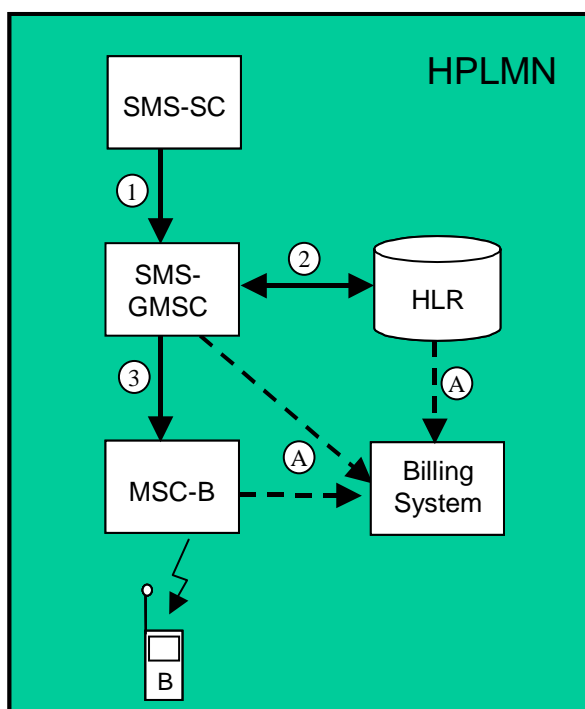 HPLMN
SMS-SC
1
SMS-
GMSC
2
HLR
3
A
A
MSC-B
Billing
System
B